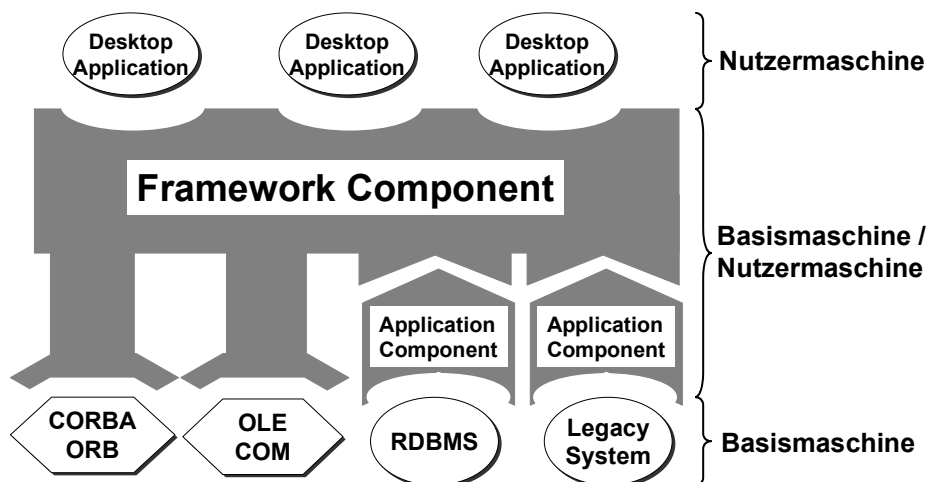 Desktop
Application
Desktop
Application
Desktop
Application
Nutzermaschine
Framework Component
Basismaschine /
Nutzermaschine
Application
Component
Application
Component
CORBA
ORB
OLE
COM
RDBMS
Legacy
System
Basismaschine